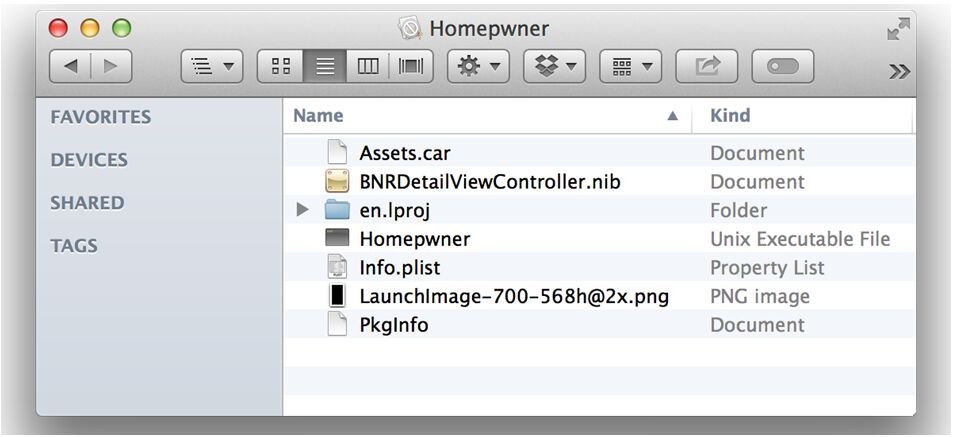 Homepwner
FAVORITES
DEVICES
SHARED
TAGS
Name Kind
Assets.car Document
BNRDetailViewController.nib Document
en.lproj Folder
Homepwner Unix Executable File
Info.plist Property List
LaunchImage-700-568h@2x.png PNG image
PkgInfo Document